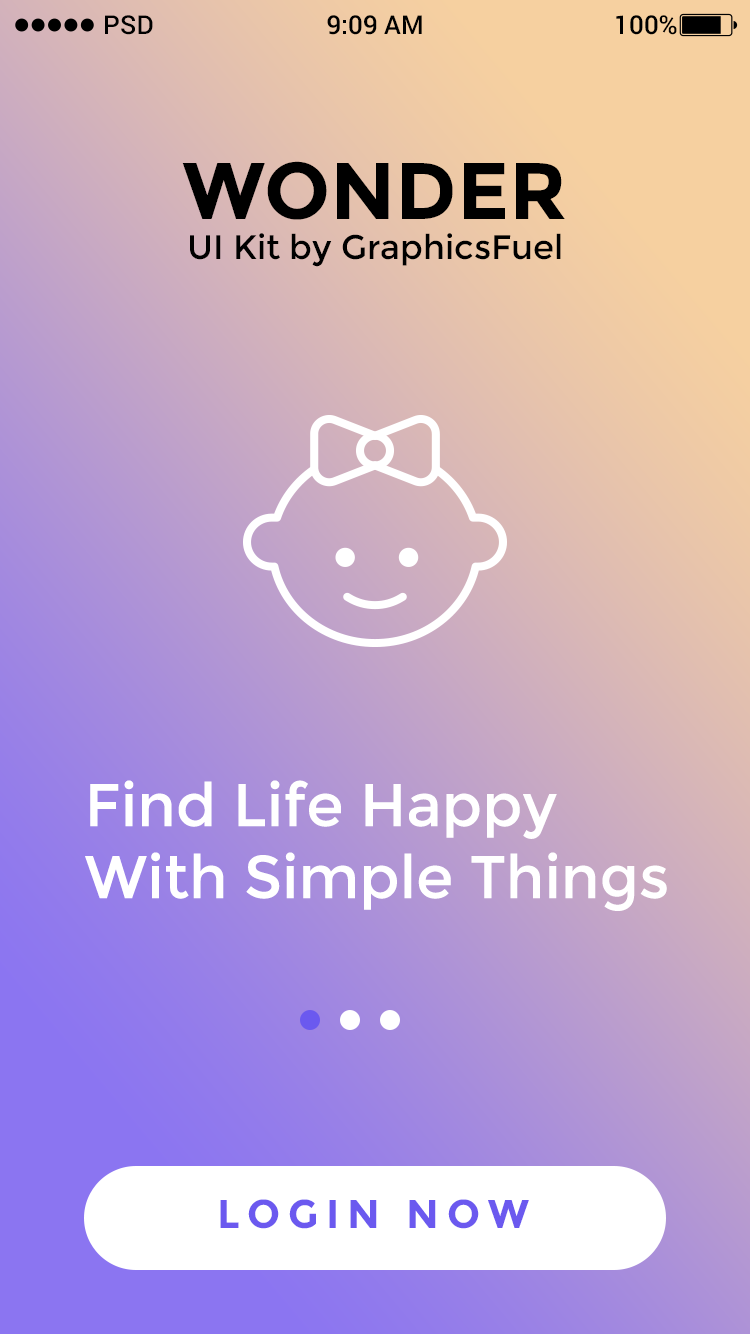 PSD 9:09 AM 100%
WONDER
UI Kit by GraphicsFuel
Find Life Happy
With Simple Things
LOGIN NOW